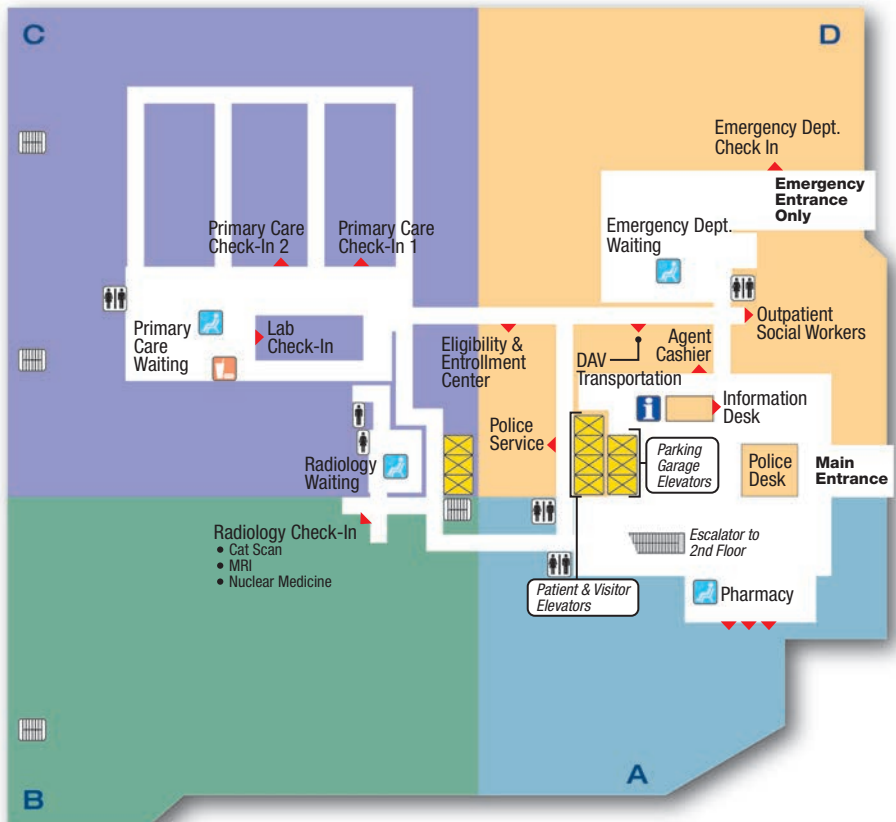 C
D
Emergency Dept.
Check In
Emergency
Entrance
Only
Primary Care
Check-In 2
Primary Care
Check-In 1
Emergency Dept.
Waiting
Primary
Care
Waiting
Lab
Check-In
Eligibility &
Entrollment
Center
DAV
Transportation
Agent
Cashier
Outpatient
Social Workers
i
Information
Desk
Police
Service
Parking
Garage
Elevators
Police
Desk
Main
Entrance
Radiology
Waiting
Radiology Check-In
• Cat Scan
• MRI
• Nuclear Medicine
Escalator to
2nd Floor
Patient & Visitor
Elevators
Pharmacy
A
B